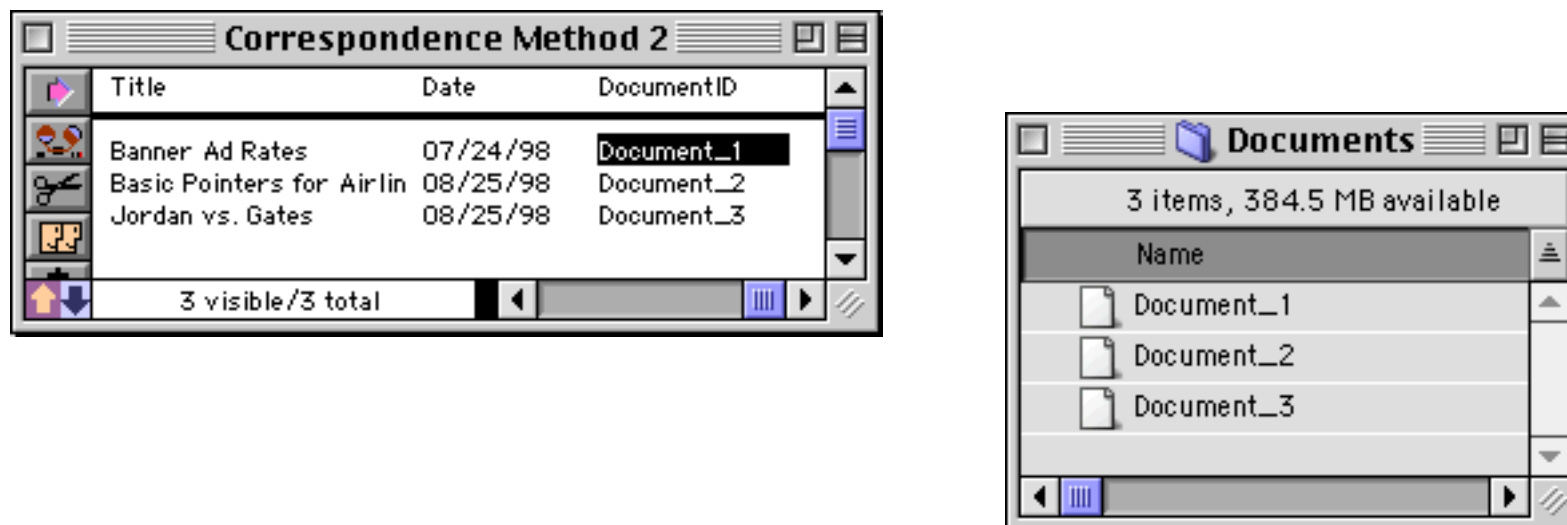 Correspondence Method 2
Title Date DocumentID
Banner Ad Rates 07/24/98 Document_1
Basic Pointers for Airlin 08/25/98 Document_2
Jordan vs. Gates 08/25/98 Document_3
3 visible/3 total
Documents
3 items, 384.5 MB available
Name
Document_1
Document_2
Document_3